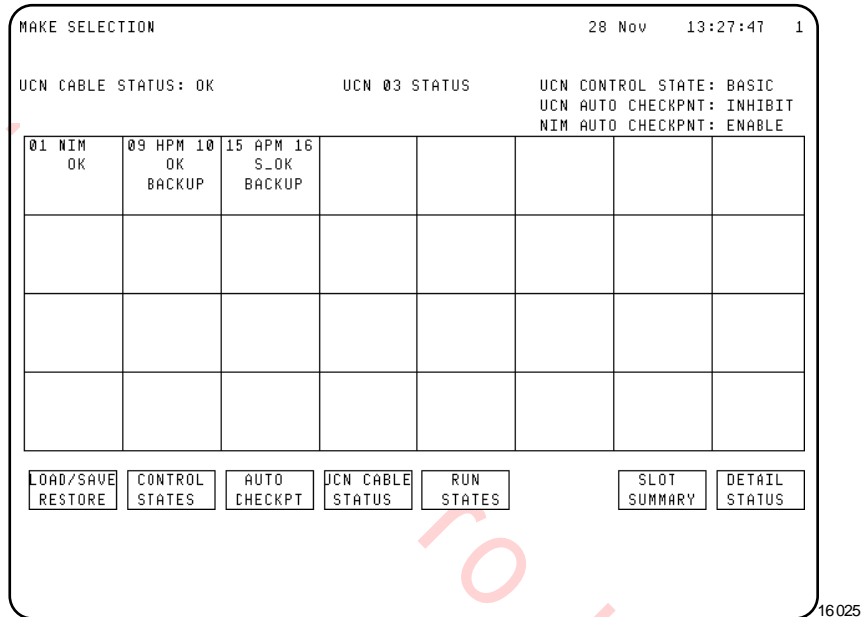 MAKE SELECTION 28 Nov 13:27:47 1
UCN CABLE STATUS: OK UCN 03 STATUS UCN CONTROL STATE: BASIC
UCN AUTO CHECKPNT: INHIBIT
NIM AUTO CHECKPNT: ENABLE
01 NIM 09 HPM 10 15 APM 16
OK OK S_OK
BACKUP BACKUP
LOAD/SAVE CONTROL AUTO UCN CABLE RUN SLOT DETAIL
RESTORE STATES CHECKPT STATUS STATES SUMMARY STATUS
16025